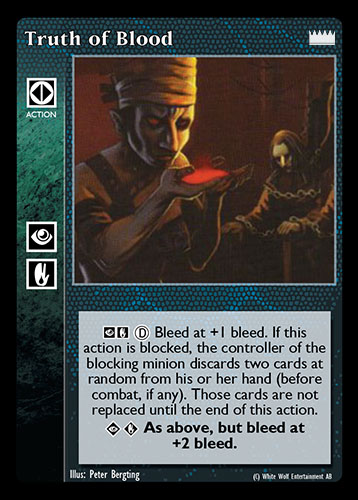 Truth of Blood
ACTION
D Bleed at +1 bleed. If this
action is blocked, the controller of the
blocking minion discards two cards at
random from his or her hand (before
combat, if any). Those cards are not
replaced until the end of this action.
As above, but bleed at
+2 bleed.
Illus: Peter Bergting
(C) White Wolf Entertainment AB